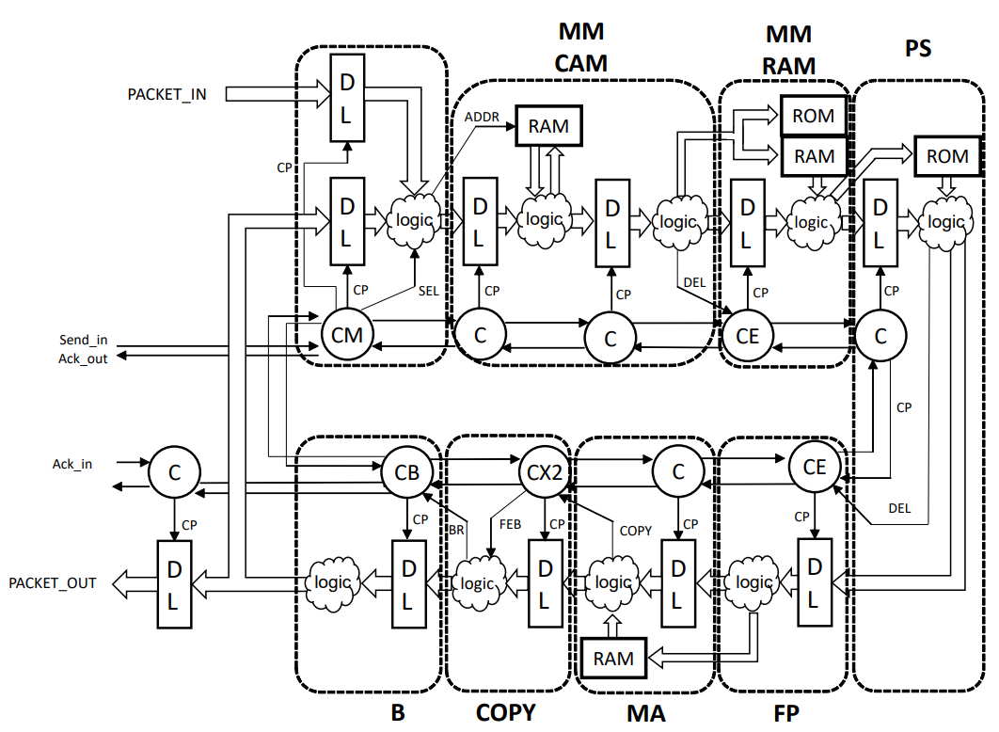 MM
CAM
MM
RAM
PS
PACKET_IN
D
L
ADDR
RAM
ROM
RAM
ROM
CP
D
L
logic
D
L
logic
D
L
logic
D
L
logic
D
L
logic
CP
SEL
CP
CP
DEL
CP
CP
Send_in
Ack_out
CM
C
C
CE
C
CP
Ack_in
C
CB
CX2
C
CE
CP
CP
BR
FEB
CP
COPY
CP
CP
DEL
PACKET_OUT
D
L
logic
D
L
logic
D
L
logic
D
L
logic
D
L
RAM
B
COPY
MA
FP